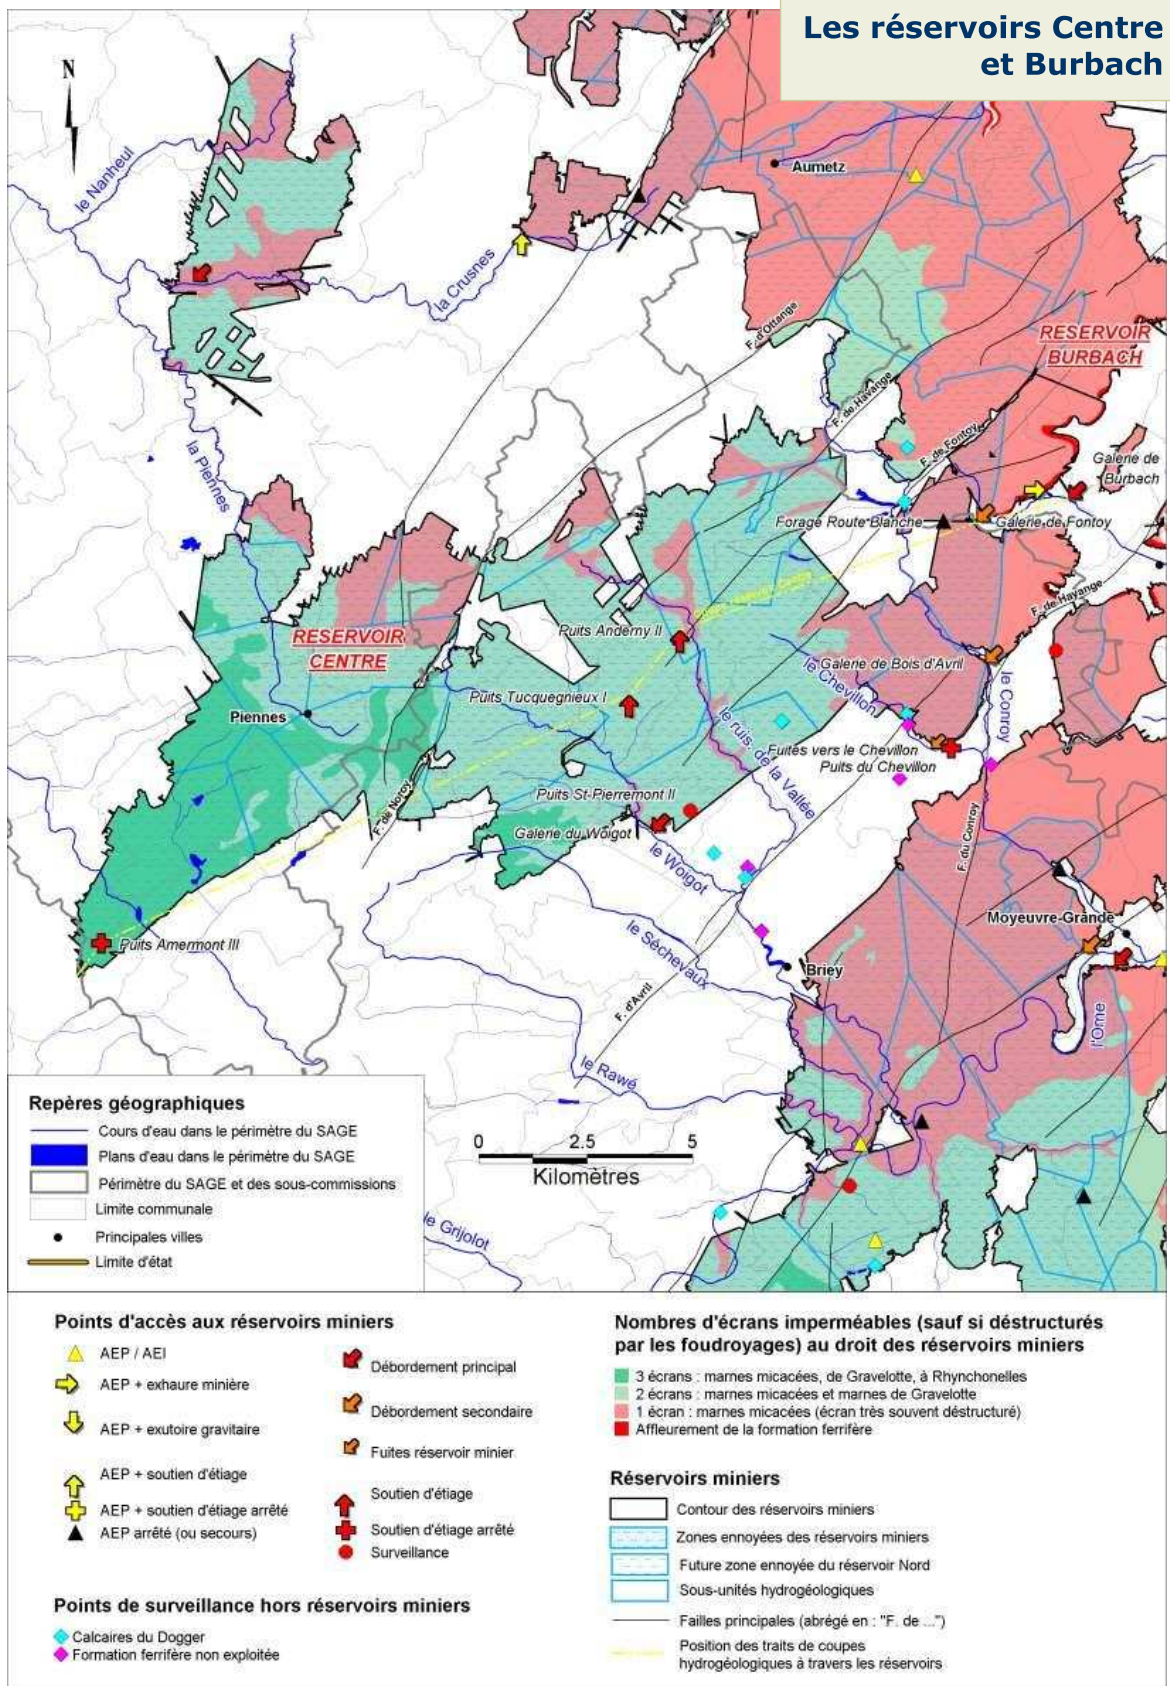 Les réservoirs Centre
et Burbach
N
le Nanheul
Aumetz
la Crusnes
F. d'Ottange
RESERVOIR
BURBACH
F. de Havange
F. de Fontoy
la Piennes
Galerie de
Burbach
Forage Route Blanche
Galerie de Fontoy
F. de Hayange
RESERVOIR
CENTRE
Puits Anderny II
Galerie de Bois d'Avril
le Chevillon
le Conroy
Puits Tucquegnieux I
Piennes
le ruis. de la Vallée
Fuites vers le Chevillon
Puits du Chevillon
Puits St-Pierremont II
F. de Norroy
Galerie du Woigot
le Woigot
F. du Conroy
Moyeuvre-Grande
Puits Amermont III
le Séchevaux
Briey
F. d'Avril
l'Orne
le Rawé
Repères géographiques
Cours d'eau dans le périmètre du SAGE
Plans d'eau dans le périmètre du SAGE
Périmètre du SAGE et des sous-commissions
Limite communale
Principales villes
Limite d'état
0 2.5 5
Kilomètres
le Grijolot
Points d'accès aux réservoirs miniers
AEP / AEI
AEP + exhaure minière
AEP + exutoire gravitaire
AEP + soutien d'étiage
AEP + soutien d'étiage arrêté
AEP arrêté (ou secours)
Débordement principal
Débordement secondaire
Fuites réservoir minier
Soutien d'étiage
Soutien d'étiage arrêté
Surveillance
Points de surveillance hors réservoirs miniers
Calcaires du Dogger
Formation ferrifère non exploitée
Nombres d'écrans imperméables (sauf si déstructurés
par les foudroyages) au droit des réservoirs miniers
3 écrans : marnes micacées, de Gravelotte, à Rhynchonelles
2 écrans : marnes micacées et marnes de Gravelotte
1 écran : marnes micacées (écran très souvent déstructuré)
Affleurement de la formation ferrifère
Réservoirs miniers
Contour des réservoirs miniers
Zones ennoyées des réservoirs miniers
Future zone ennoyée du réservoir Nord
Sous-unités hydrogéologiques
Failles principales (abrégé en : "F. de ...")
Position des traits de coupes
hydrogéologiques à travers les réservoirs